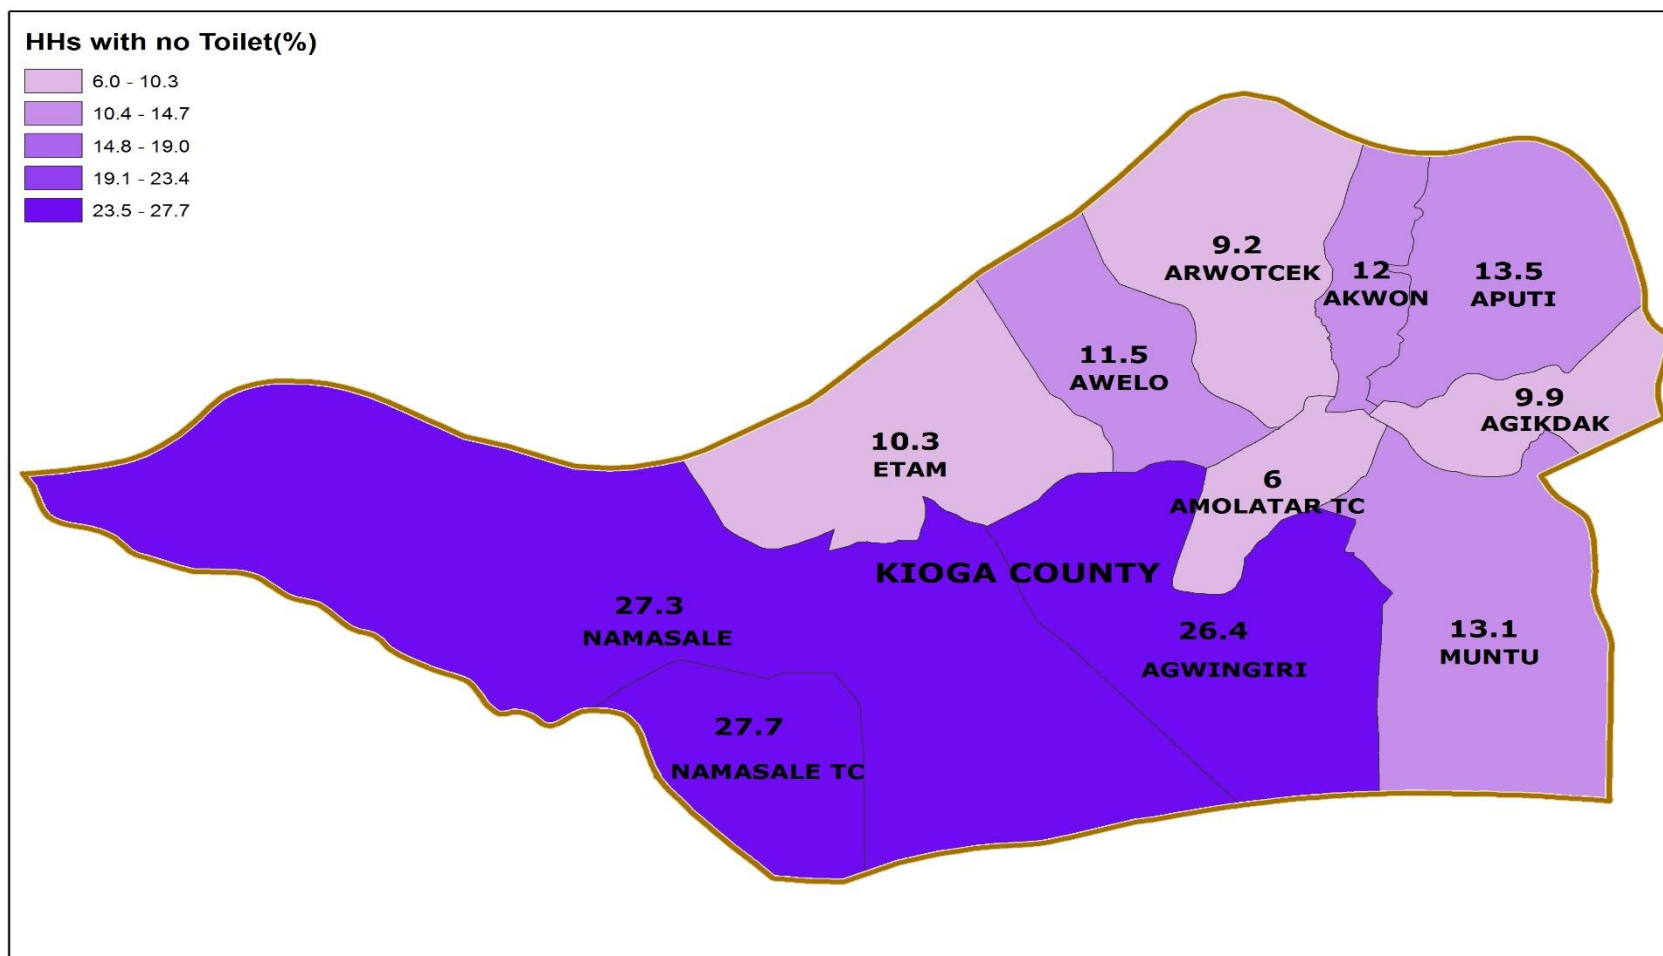 HHs with no Toilet(%)
6.0 - 10.3
10.4 - 14.7
14.8 - 19.0
19.1 - 23.4
23.5 - 27.7
9.2
ARWOTCEK
12
AKWON
13.5
APUTI
11.5
AWELO
9.9
AGIKDAK
10.3
ETAM
6
AMOLATAR TC
KIOGA COUNTY
27.3
NAMASALE
26.4
AGWINGIRI
13.1
MUNTU
27.7
NAMASALE TC